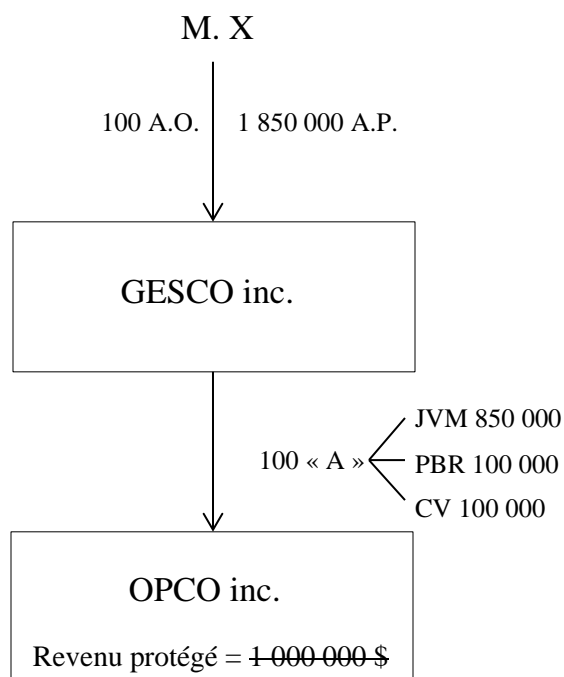 M. X
100 A.O. 1 850 000 A.P.
GESCO inc.
JVM 850 000
100 « A »
PBR 100 000
CV 100 000
OPCO inc.
Revenu protégé = 1 000 000 $